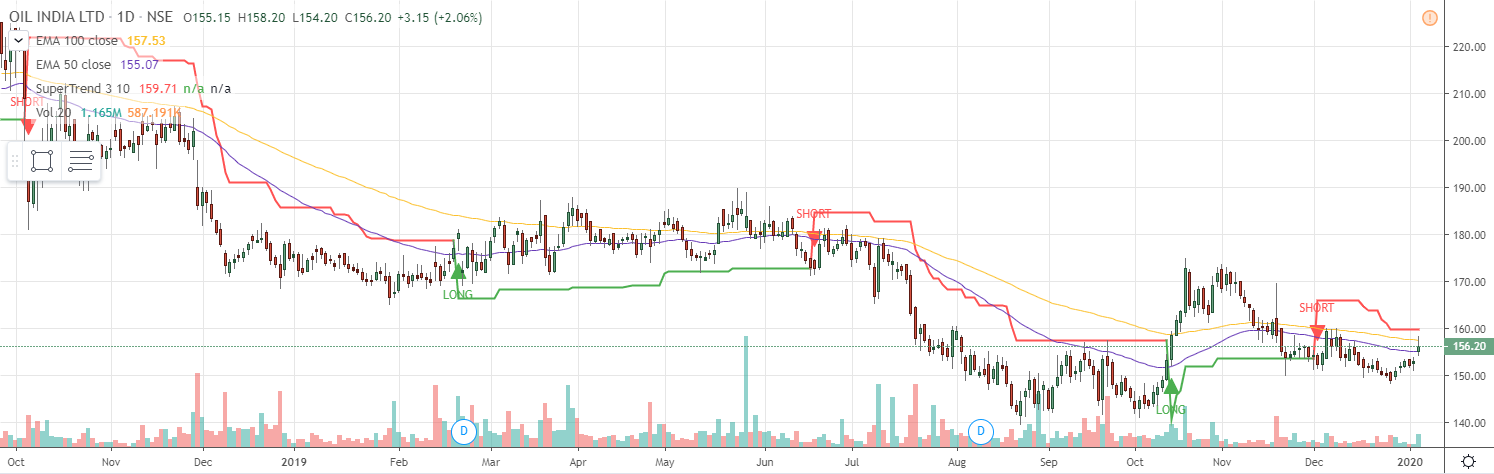 OIL INDIA LTD · 1D · NSE O155.15 H158.20 L154.20 C156.20 +3.15 (+2.06%)
EMA 100 close 157.53
EMA 50 close 155.07
SuperTrend 3 10 159.71 n/a n/a
SHORT
Vol 20 1.165M 587.191K
220.00
210.00
200.00
190.00
SHORT
180.00
170.00
LONG
SHORT
160.00
156.20
150.00
LONG
140.00
D D
Oct Nov Dec 2019 Feb Mar Apr May Jun Jul Aug Sep Oct Nov Dec 2020